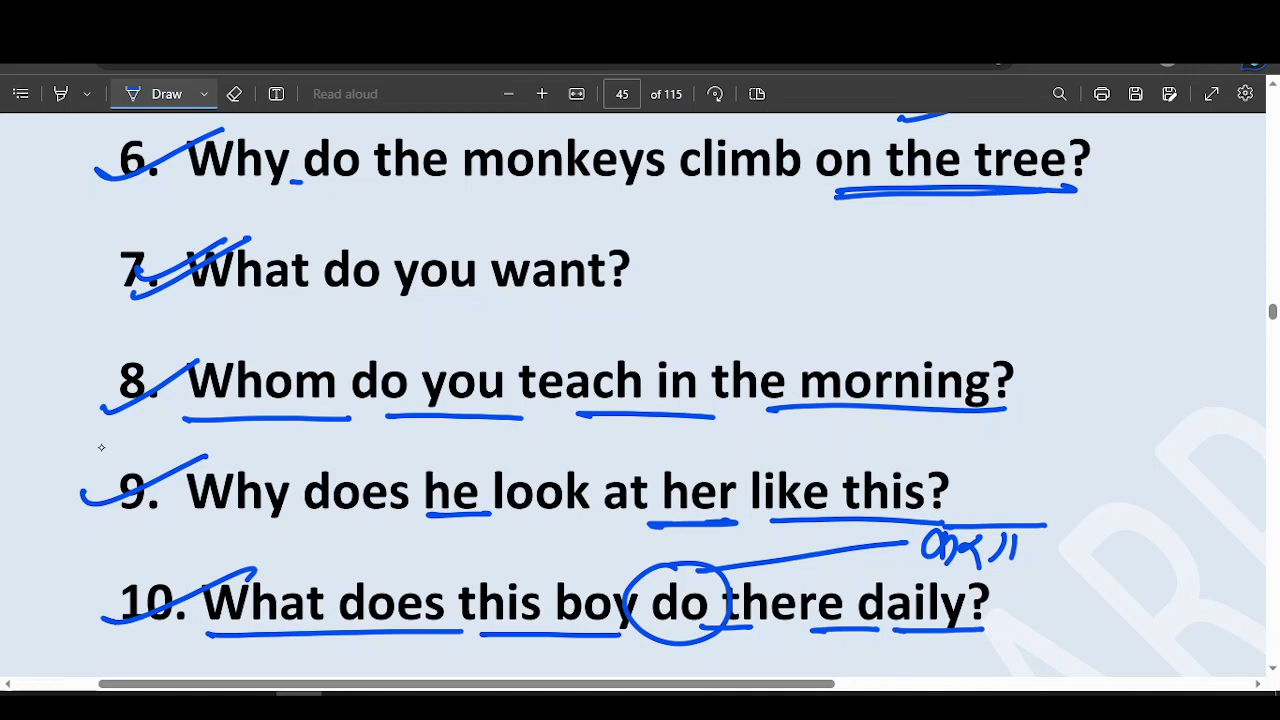 Draw
Read aloud
45 of 115
6. Why do the monkeys climb on the tree?
7. What do you want?
8. Whom do you teach in the morning?
9. Why does he look at her like this?
10. What does this boy do there daily?